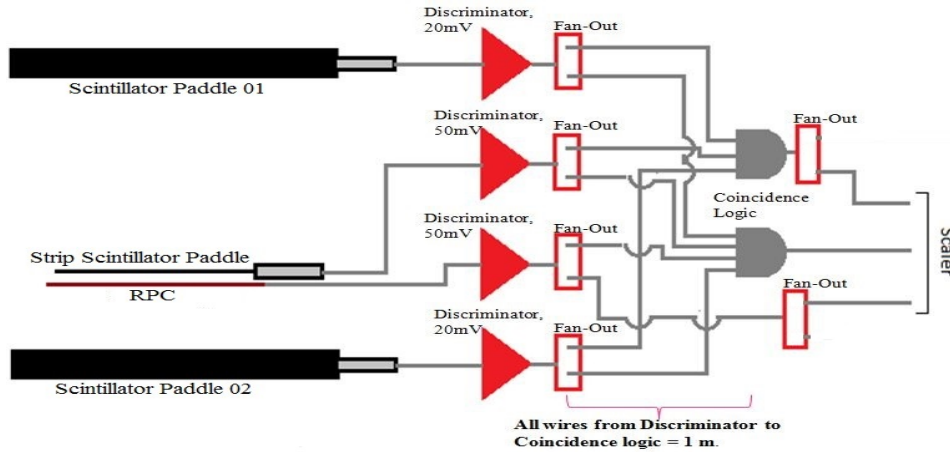 Discriminator,
20mV
Fan-Out
Scintillator Paddle 01
Discriminator,
50mV
Fan-Out
Fan-Out
Coincidence
Logic
Discriminator,
50mV
Fan-Out
Strip Scintillator Paddle
RPC
Scaler
Fan-Out
Discriminator,
20mV
Fan-Out
Scintillator Paddle 02
All wires from Discriminator to
Coincidence logic = 1 m.